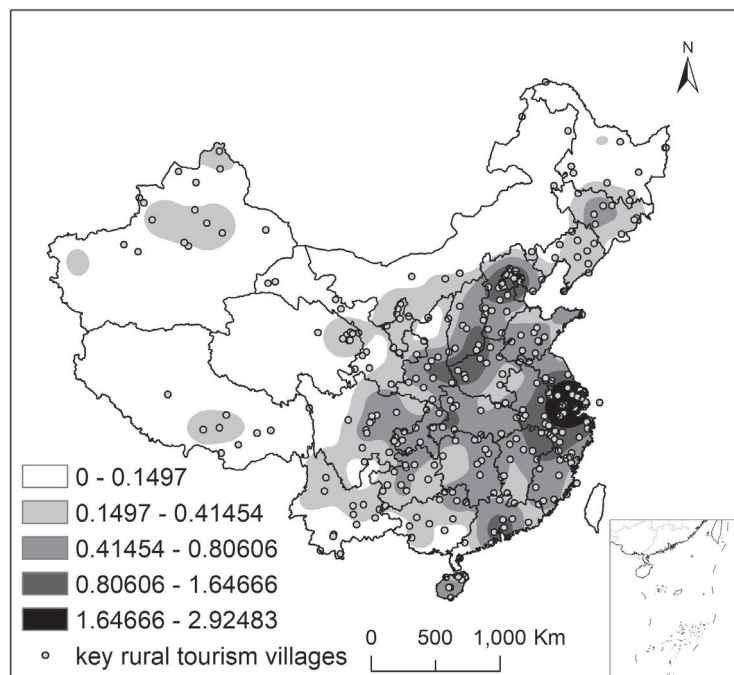 N
0 - 0.1497
0.1497 - 0.41454
0.41454 - 0.80606
0.80606 - 1.64666
1.64666 - 2.92483
key rural tourism villages
0 500 1,000 Km